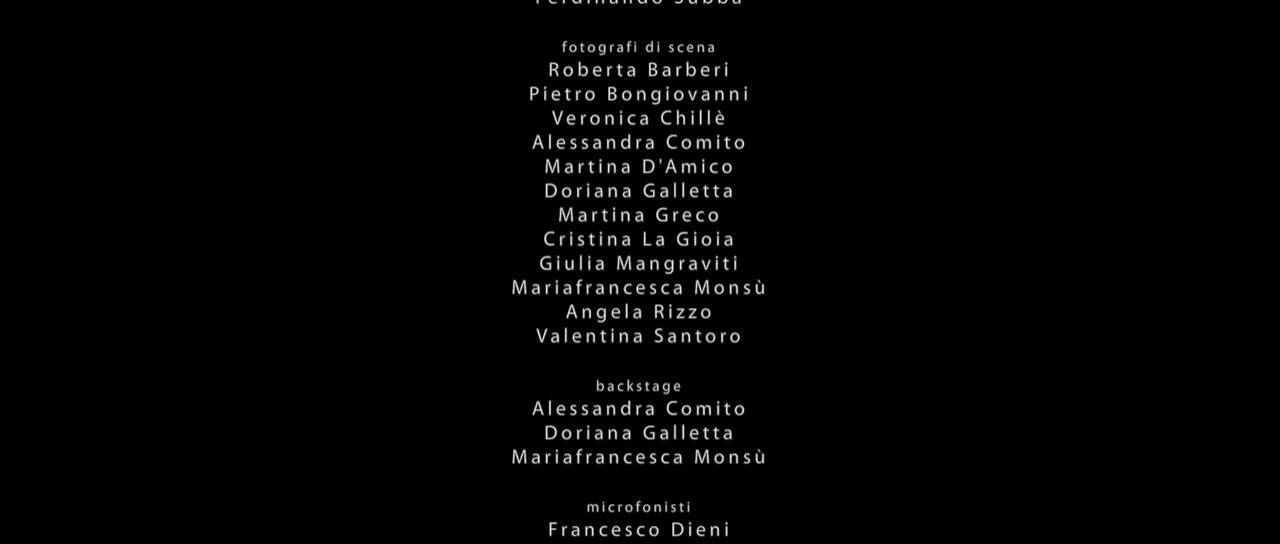 Ferdinando Subba
fotografi di scena
Roberta Barberi
Pietro Bongiovanni
Veronica Chillè
Alessandra Comito
Martina D'Amico
Doriana Galletta
Martina Greco
Cristina La Gioia
Giulia Mangraviti
Mariafrancesca Monsù
Angela Rizzo
Valentina Santoro
backstage
Alessandra Comito
Doriana Galletta
Mariafrancesca Monsù
microfonisti
Francesco Dieni